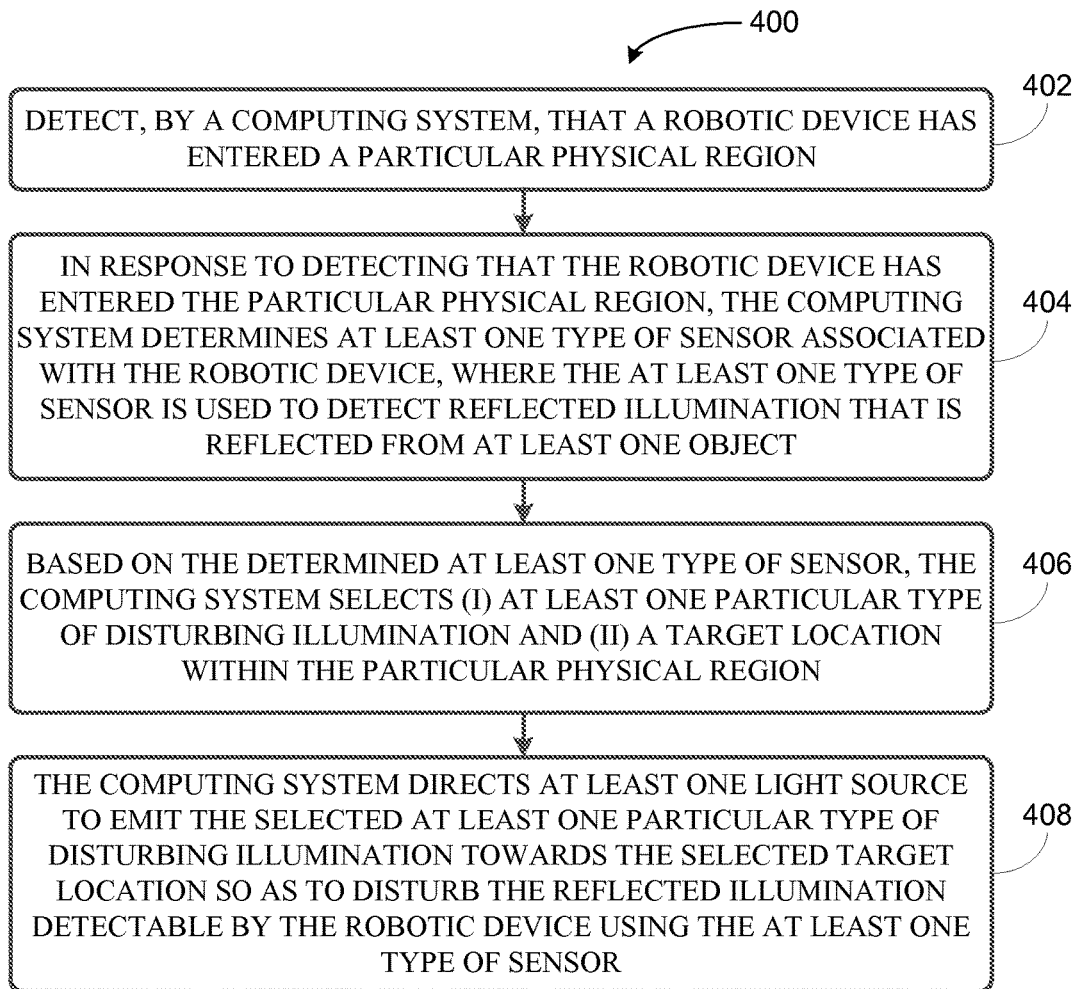 400
402
DETECT, BY A COMPUTING SYSTEM, THAT A ROBOTIC DEVICE HAS
ENTERED A PARTICULAR PHYSICAL REGION
IN RESPONSE TO DETECTING THAT THE ROBOTIC DEVICE HAS
ENTERED THE PARTICULAR PHYSICAL REGION, THE COMPUTING
SYSTEM DETERMINES AT LEAST ONE TYPE OF SENSOR ASSOCIATED
WITH THE ROBOTIC DEVICE, WHERE THE AT LEAST ONE TYPE OF
SENSOR IS USED TO DETECT REFLECTED ILLUMINATION THAT IS
REFLECTED FROM AT LEAST ONE OBJECT
404
BASED ON THE DETERMINED AT LEAST ONE TYPE OF SENSOR, THE
COMPUTING SYSTEM SELECTS (I) AT LEAST ONE PARTICULAR TYPE
OF DISTURBING ILLUMINATION AND (II) A TARGET LOCATION
WITHIN THE PARTICULAR PHYSICAL REGION
406
THE COMPUTING SYSTEM DIRECTS AT LEAST ONE LIGHT SOURCE
TO EMIT THE SELECTED AT LEAST ONE PARTICULAR TYPE OF
DISTURBING ILLUMINATION TOWARDS THE SELECTED TARGET
LOCATION SO AS TO DISTURB THE REFLECTED ILLUMINATION
DETECTABLE BY THE ROBOTIC DEVICE USING THE AT LEAST ONE
TYPE OF SENSOR
408